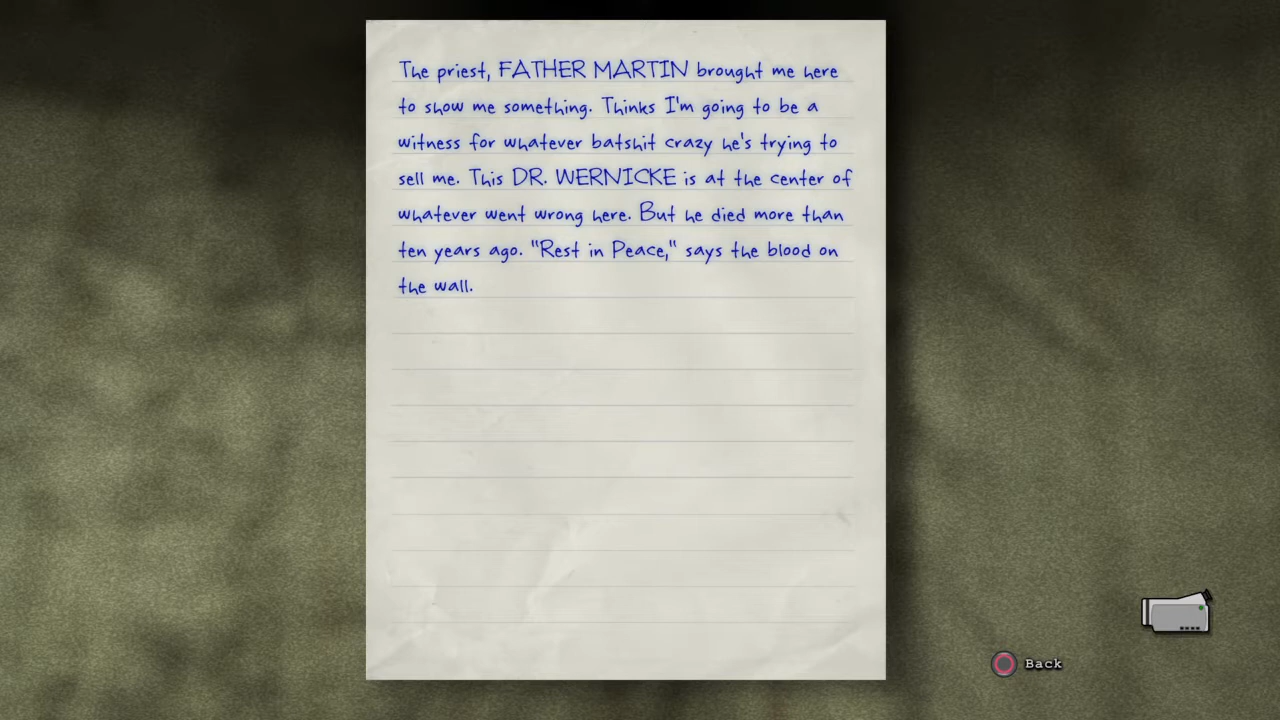 The priest, FATHER MARTIN brought me here
to show me something. Thinks I'm going to be a
witness for whatever batshit crazy he's trying to
sell me. This DR. WERNICKE is at the center of
whatever went wrong here. But he died more than
ten years ago. "Rest in Peace," says the blood on
the wall.
Back